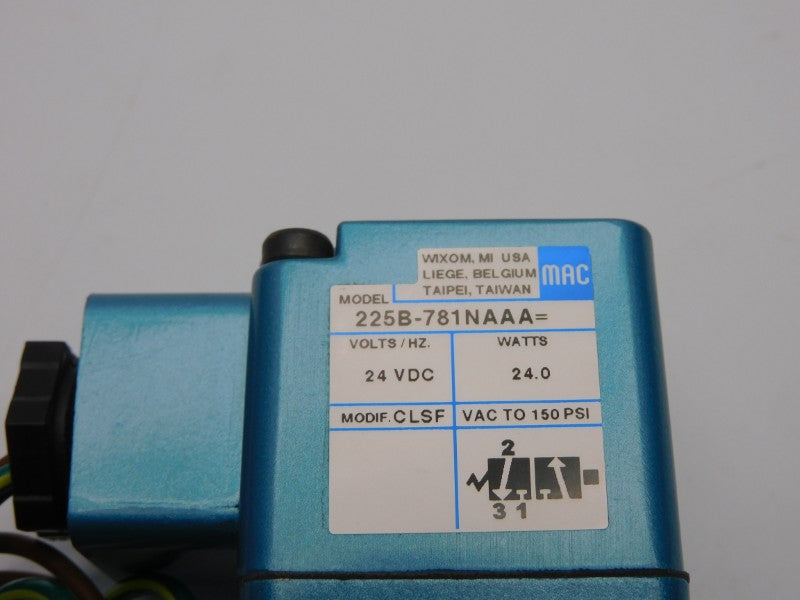 WIXOM, MI USA
LIEGE, BELGIUM
TAIPEI, TAIWAN
MAC
MODEL
225B-781NAAA=
VOLTS/HZ. WATTS
24 VDC 24.0
MODIF. CLSF VAC TO 150 PSI
2
3 1